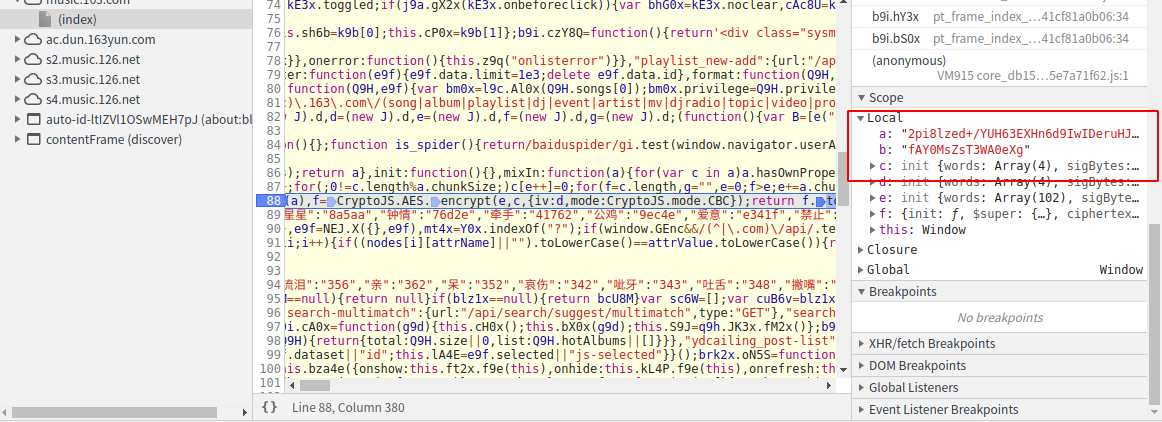 music.163.com
(index)
ac.dun.163yun.com
s2.music.126.net
s3.music.126.net
s4.music.126.net
auto-id-ltIZVl1OSwMEH7pJ (about:bl
contentFrame (discover)
74 kE3x.toggled;if(j9a.gX2x(kE3x.onbeforeclick)){var bhG0x=kE3x.noclear,cAc8U=k
75
76 .sh6b=k9b[0];this.cP0x=k9b[1]};b9i.czY8Q=function(){return'<div class="sysm
77
78 }},onerror:function(){this.z9q("onlisterror")}},"playlist_new-add":{url:"/ap
79 ter:function(e9f){e9f.data.limit=1e3;delete e9f.data.id},format:function(Q9H,
80 function(Q9H,e9f){var bm0x=l9c.Al0x(Q9H.songs[0]);bm0x.privilege=Q9H.privile
81 )\.163\.com\/(song|album|playlist|dj|event|artist|mv|djradio|topic|video|pro
82 ew J).d,d=(new J).e,f=(new J).d,f=(new J).d,g=(new J).d;(function(){var B=[e("
83
84 on(){};function is_spider(){return/baiduspider/gi.test(window.navigator.userA
85
86 s);return a},init:function(){},mixIn:function(a){for(var c in a)a.hasOwnPrope
87 ;for(;0!=c.length%a.chunkSize;)c[e++]=0;for(f=c.length,g="",e=0;f>e;e+=a.chu
88 (a),f=CryptoJS.AES.encrypt(e,c,{iv:d,mode:CryptoJS.mode.CBC});return f.to
89 星星":"8a5aa","钟情":"76d2e","牵手":"41762","公鸡":"9ec4e","爱意":"e341f","禁止":"
90 ,e9f=NEJ.X({},e9f),mt4x=Y0x.indexOf("?");if(window.GEnc&&/(^|\.com)\/api/.te
91 i;i++){if((nodes[i][attrName]||"").toLowerCase()==attrValue.toLowerCase()){r
92
93
94 流泪":"356","亲":"362","呆":"352","哀伤":"342","呲牙":"343","吐舌":"348","撇嘴":"
95 M==null){return null}if(blz1x==null){return bcU8M}var sc6W=[];var cuB6v=blz1x
96 search-multimatch":{url:"/api/search/suggest/multimatch",type:"GET"},"search
97 0i.cA0x=function(g9d){this.cH0x();this.bX0x(g9d);this.S9J=q9h.JK3x.fM2x()};b9
98 Q9H){return{total:Q9H.size||0,list:Q9H.hotAlbums||[]}}},"ydcailing_post-list"
99 f.dataset||"id";this.lA4E=e9f.selected||"js-selected"}}();brk2x.oN5S=function
100 is.bza4e({onshow:this.ft2x.f9e(this),onhide:this.kL4P.f9e(this),onrefresh:th
101
{} Line 88, Column 380
b9i.hY3x pt_frame_index_…41cf81a0b06:34
b9i.bS0x pt_frame_index_…41cf81a0b06:34
(anonymous)
VM915 core_db15…5e7a71f62.js:1
Scope
Local
a: "2pi8lzed+/YUH63EXHn6d9IwIDeruHJ…
b: "fAY0MsZsT3WA0eXg"
c: init {words: Array(4), sigBytes:…
d: init {words: Array(4), sigBytes:…
e: init {words: Array(102), sigByte…
f: {init: ƒ, $super: {…}, ciphertex…
this: Window
Closure
Global Window
Breakpoints
No breakpoints
XHR/fetch Breakpoints
DOM Breakpoints
Global Listeners
Event Listener Breakpoints